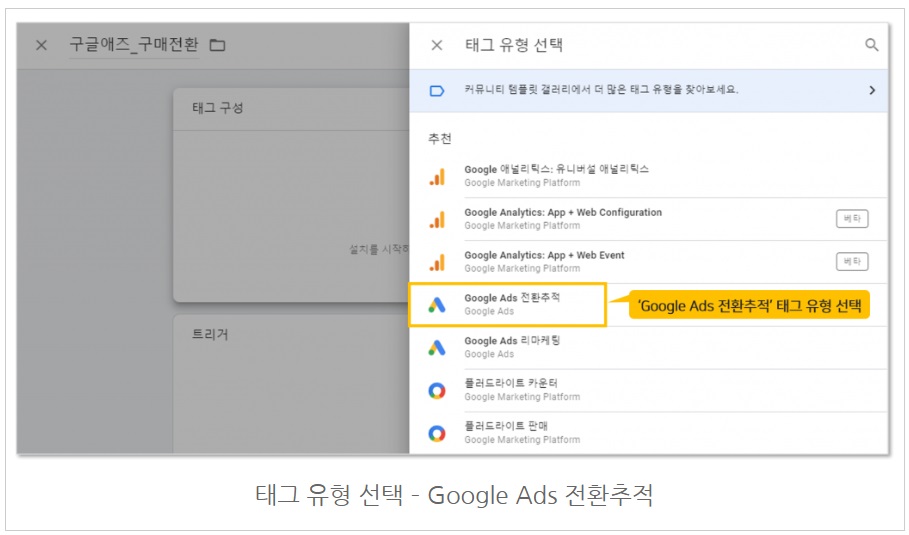 구글애즈_구매전환
태그 유형 선택
커뮤니티 템플릿 갤러리에서 더 많은 태그 유형을 찾아보세요.
태그 구성
추천
Google 애널리틱스: 유니버설 애널리틱스
Google Marketing Platform
Google Analytics: App + Web Configuration
Google Marketing Platform
베타
설치를 시작하
Google Analytics: App + Web Event
Google Marketing Platform
베타
Google Ads 전환추적
Google Ads
'Google Ads 전환추적' 태그 유형 선택
트리거
Google Ads 리마케팅
Google Ads
플러드라이트 카운터
Google Marketing Platform
플러드라이트 판매
Google Marketing Platform
태그 유형 선택 - Google Ads 전환추적